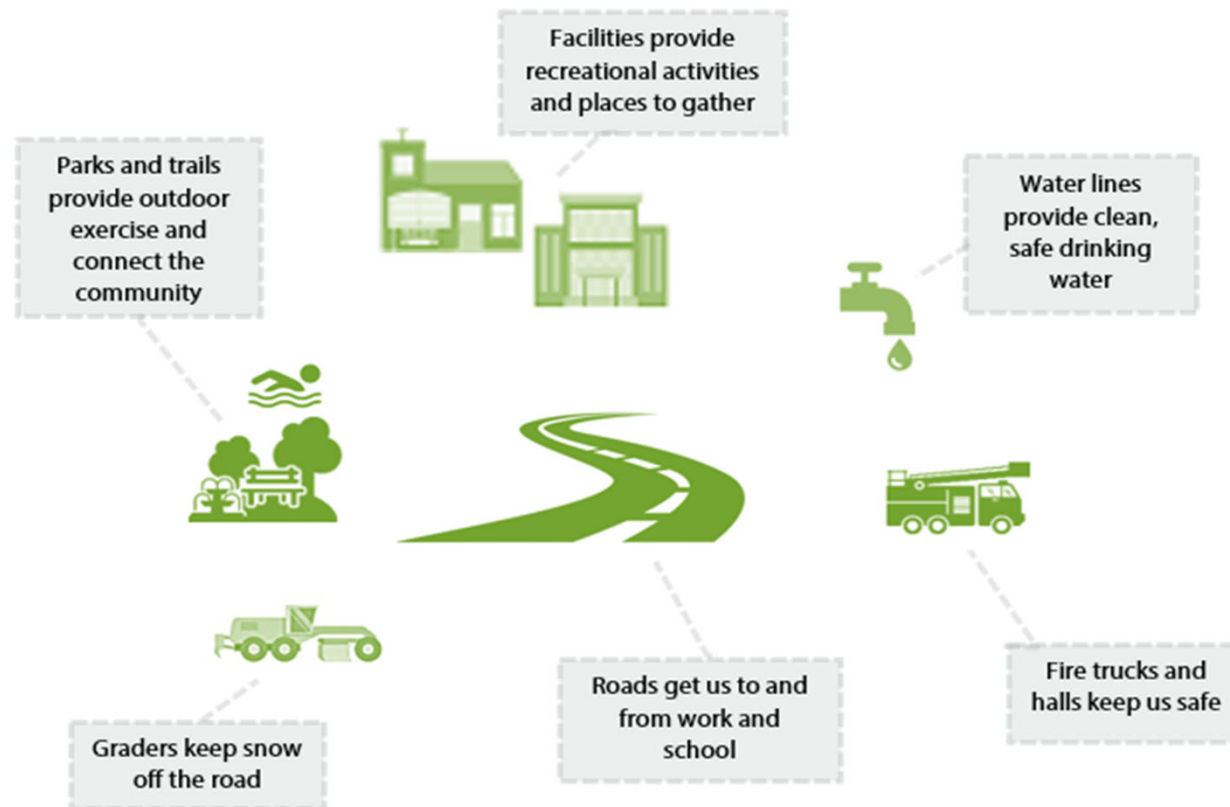 Facilities provide
recreational activities
and places to gather
Parks and trails
provide outdoor
exercise and
connect the
community
Water lines
provide clean,
safe drinking
water
Roads get us to and
from work and
school
Fire trucks and
halls keep us safe
Graders keep snow
off the road